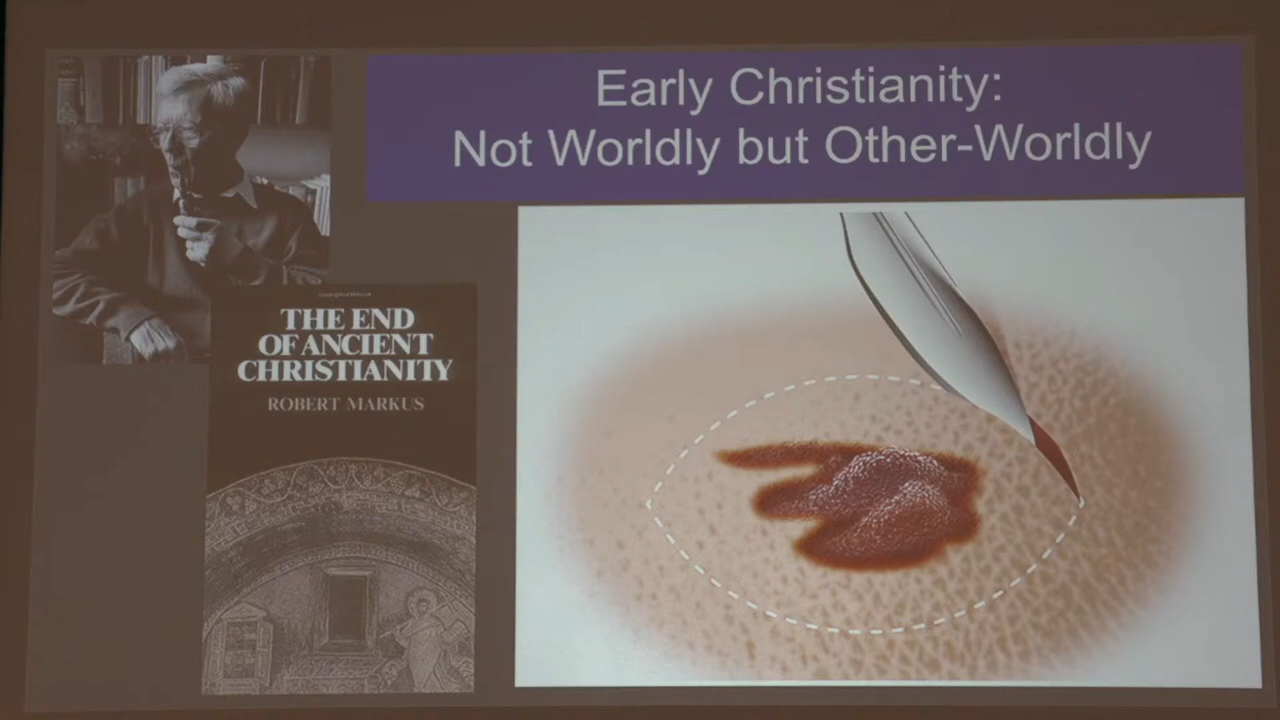 Early Christianity:
Not Worldly but Other-Worldly
THE END
OF ANCIENT
CHRISTIANITY
ROBERT MARKUS